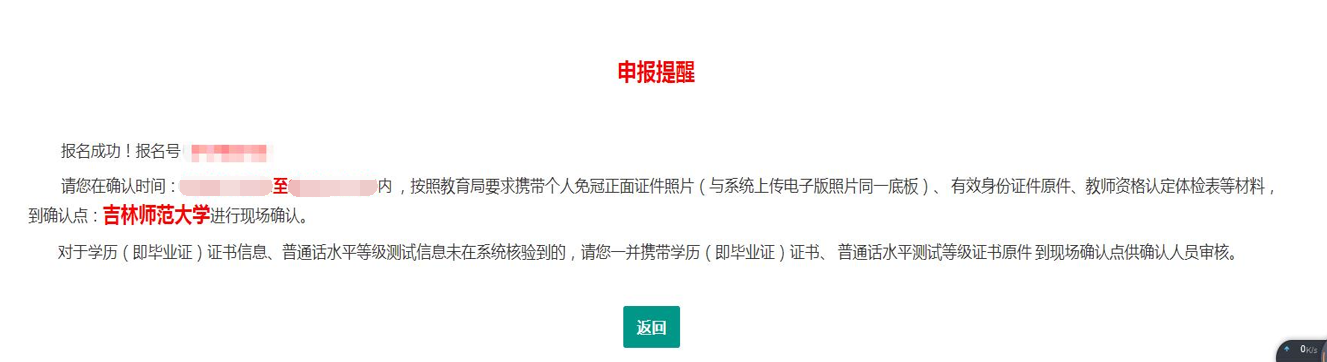 申报提醒
报名成功！报名号
请您在确认时间：至内，按照教育局要求携带个人免冠正面证件照片（与系统上传电子版照片同一底板）、有效身份证件原件、教师资格认定体检表等材料，
到确认点：吉林师范大学进行现场确认。
对于学历（即毕业证）证书信息、普通话水平等级测试信息未在系统核验到的，请您一并携带学历（即毕业证）证书、 普通话水平测试等级证书原件 到现场确认点供确认人员审核。
返回
0K/s